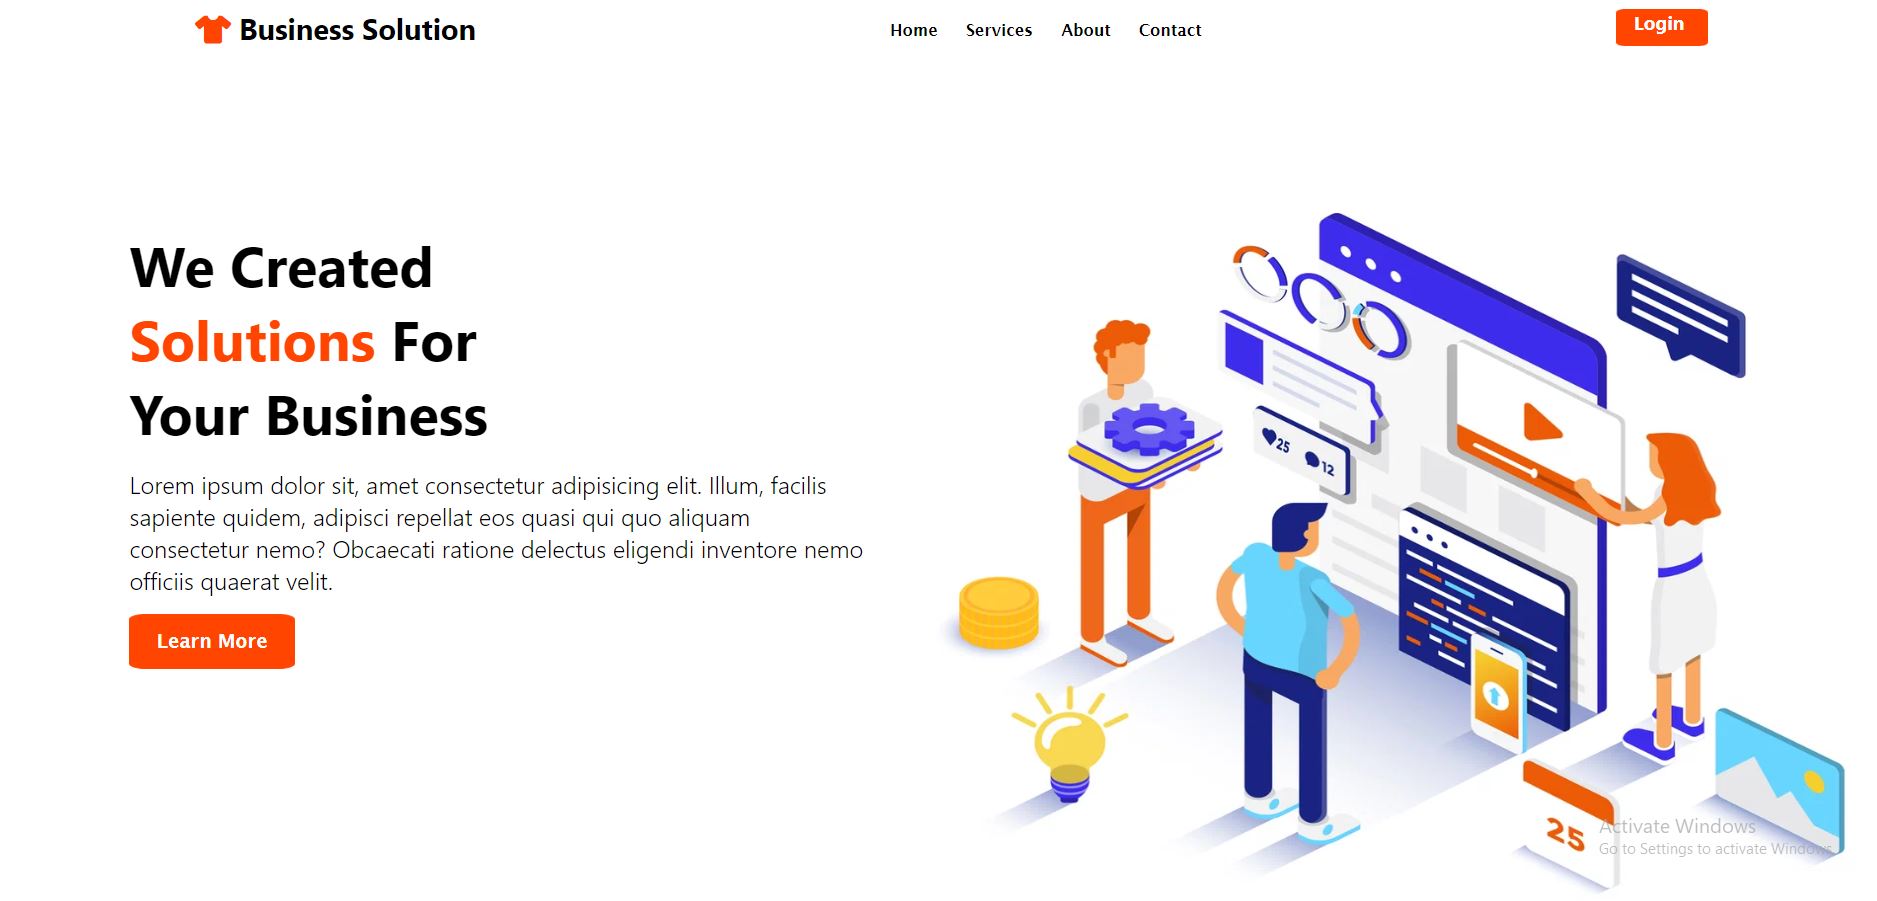 Business Solution
Home
Services
About
Contact
Login
We Created
Solutions For
Your Business
Lorem ipsum dolor sit, amet consectetur adipisicing elit. Illum, facilis
sapiente quidem, adipisci repellat eos quasi qui quo aliquam
consectetur nemo? Obcaecati ratione delectus eligendi inventore nemo
officiis quaerat velit.
Learn More
25
12
25
Activate Windows
Go to Settings to activate Windows.